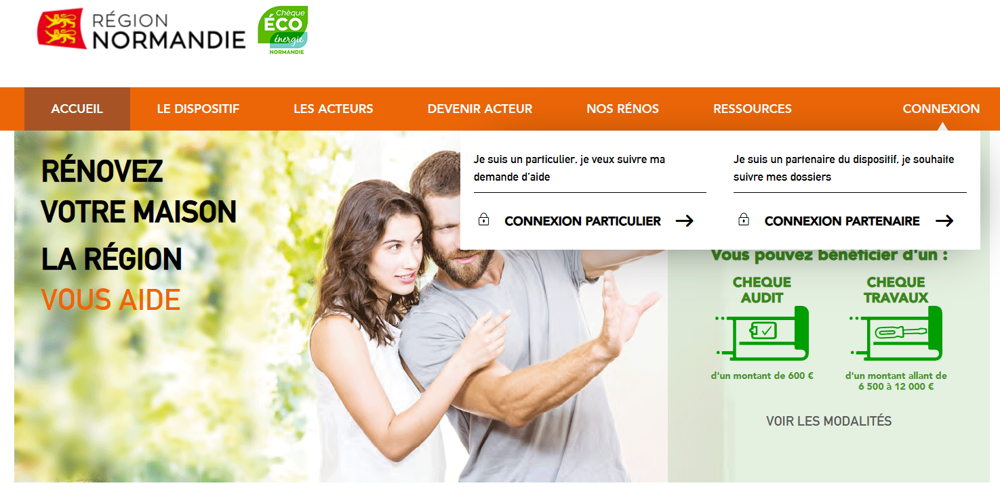 RÉGION
NORMANDIE
Chèque
ÉCO
énergie
NORMANDIE
ACCUEIL
LE DISPOSITIF
LES ACTEURS
DEVENIR ACTEUR
NOS RÉNOS
RESSOURCES
CONNEXION
Je suis un particulier, je veux suivre ma
demande d'aide
CONNEXION PARTICULIER
Je suis un partenaire du dispositif, je souhaite
suivre mes dossiers
CONNEXION PARTENAIRE
RÉNOVEZ
VOTRE MAISON
LA RÉGION
VOUS AIDE
Vous pouvez bénéficier d'un :
CHEQUE
AUDIT
d'un montant de 600 €
CHEQUE
TRAVAUX
d'un montant allant de
6 500 à 12 000 €
VOIR LES MODALITÉS